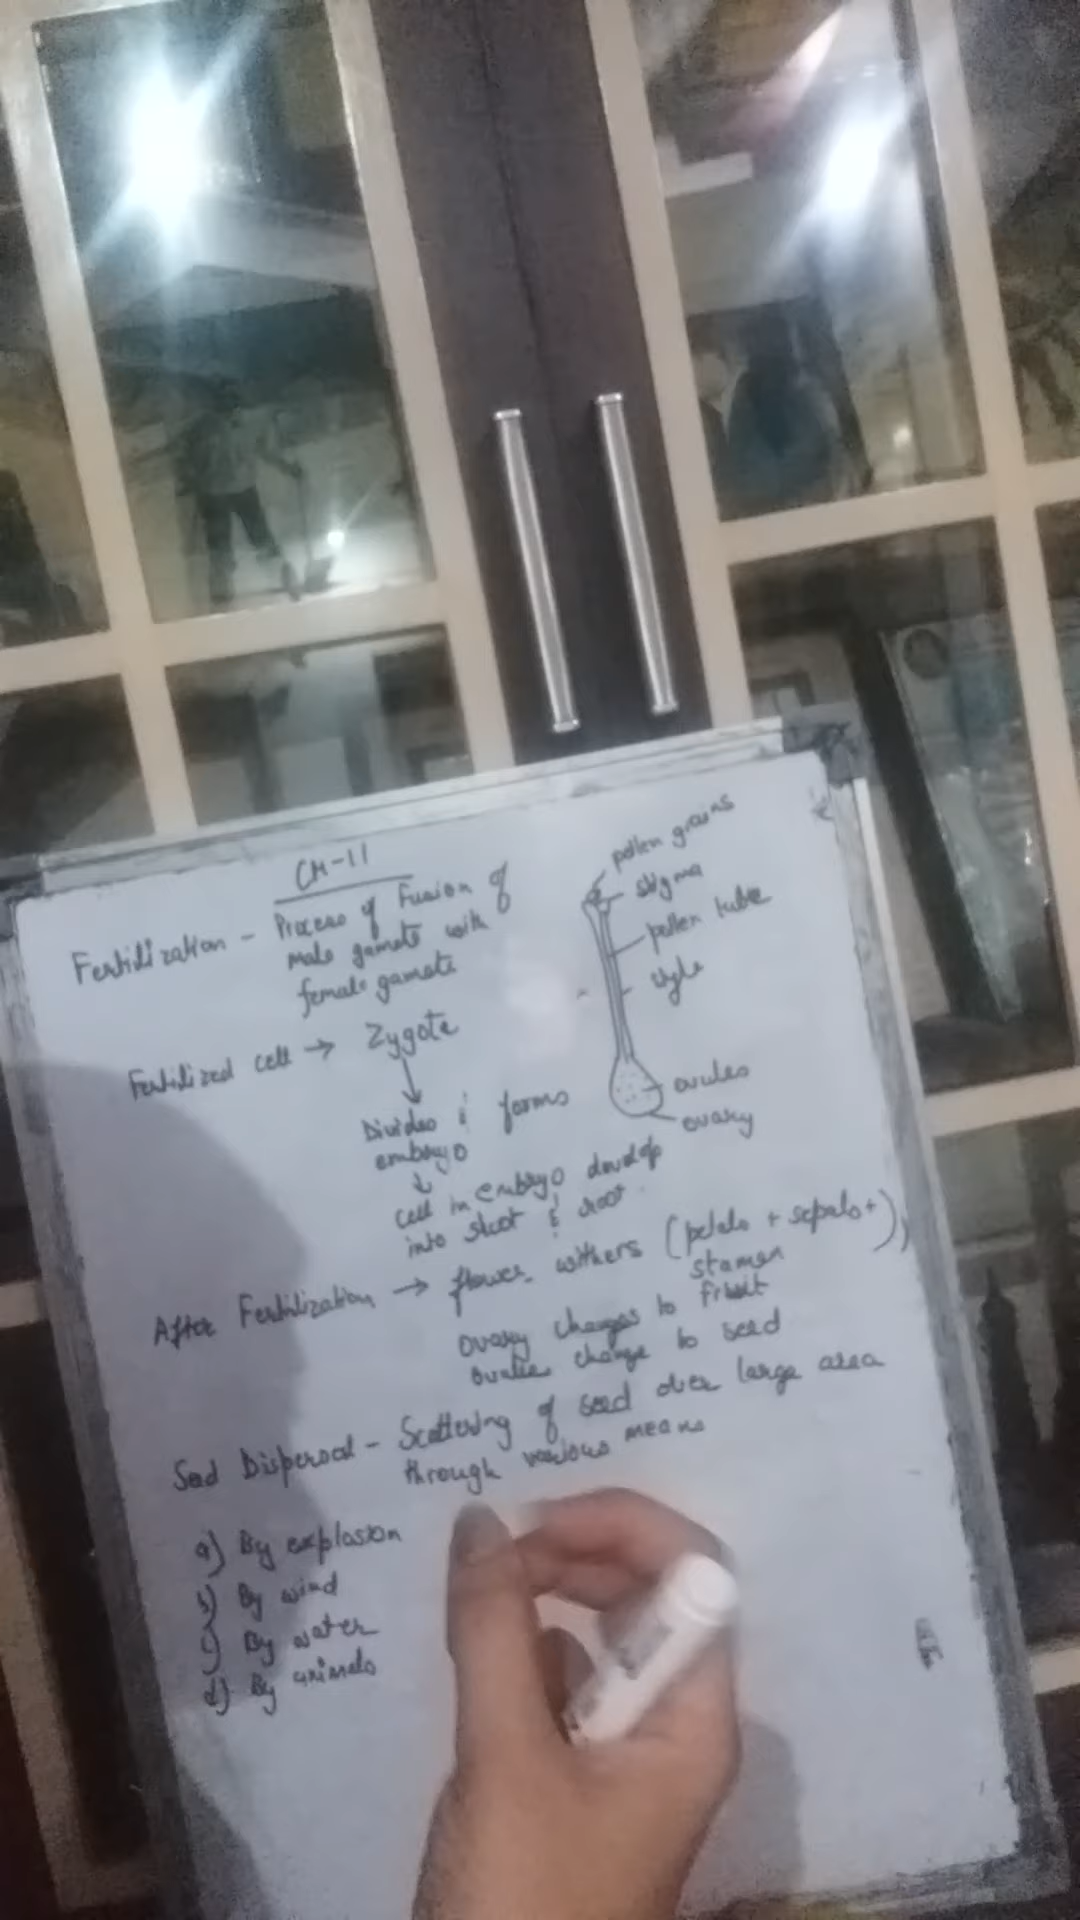 CH-11
Fertilization - Process of Fusion of
male gamete with
female gamete
pollen grains
stigma
pollen tube
style
ovules
ovary
Fertilized cell → Zygote
↓
Divides & forms
embryo
↓
cell in embryo develop
into shoot & root.
After Fertilization → flower withers (petals + sepals +
stamen
ovary changes to fruit
ovules change to seed
Seed Dispersal - Scattering of seed over large area
through various means
a) By explosion
b) By wind
c) By water
d) By animals